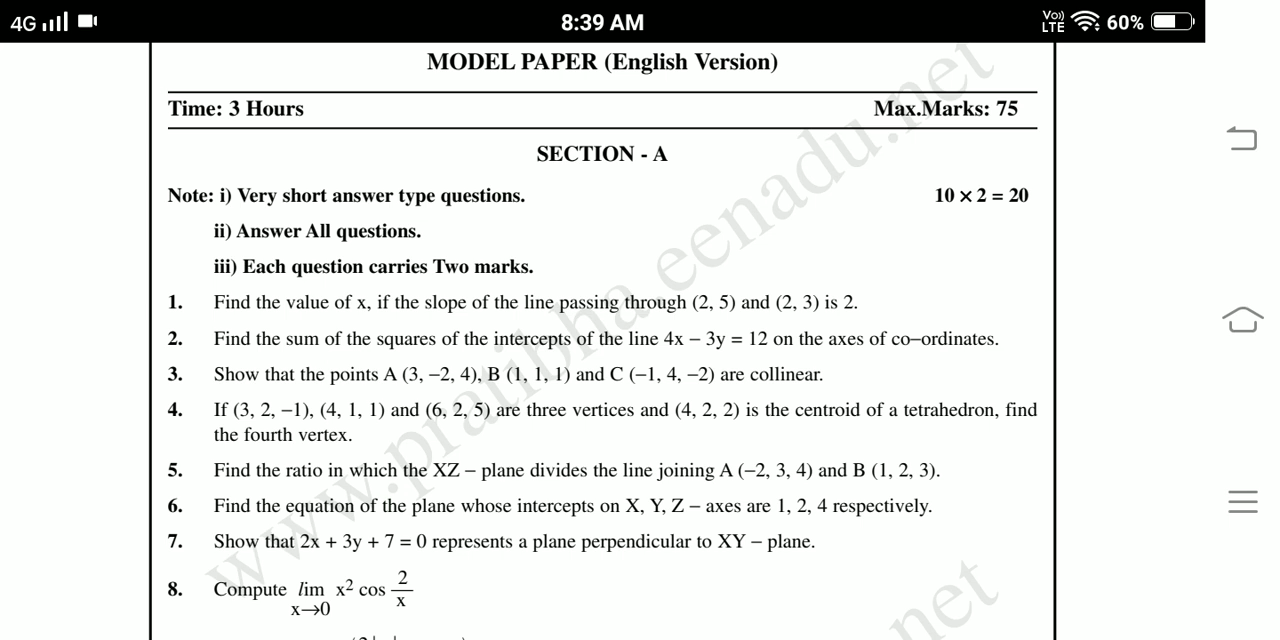 4G 8:39 AM Vo)) LTE 60%
MODEL PAPER (English Version)
Time: 3 Hours Max.Marks: 75
SECTION - A
Note: i) Very short answer type questions. 10 × 2 = 20
ii) Answer All questions.
iii) Each question carries Two marks.
1. Find the value of x, if the slope of the line passing through (2, 5) and (2, 3) is 2.
2. Find the sum of the squares of the intercepts of the line 4x − 3y = 12 on the axes of co−ordinates.
3. Show that the points A (3, −2, 4), B (1, 1, 1) and C (−1, 4, −2) are collinear.
4. If (3, 2, −1), (4, 1, 1) and (6, 2, 5) are three vertices and (4, 2, 2) is the centroid of a tetrahedron, find
the fourth vertex.
5. Find the ratio in which the XZ − plane divides the line joining A (−2, 3, 4) and B (1, 2, 3).
6. Find the equation of the plane whose intercepts on X, Y, Z − axes are 1, 2, 4 respectively.
7. Show that 2x + 3y + 7 = 0 represents a plane perpendicular to XY − plane.
8. Compute lim x→0 x² cos 2/x
www.pratibha.eenadu.net
net